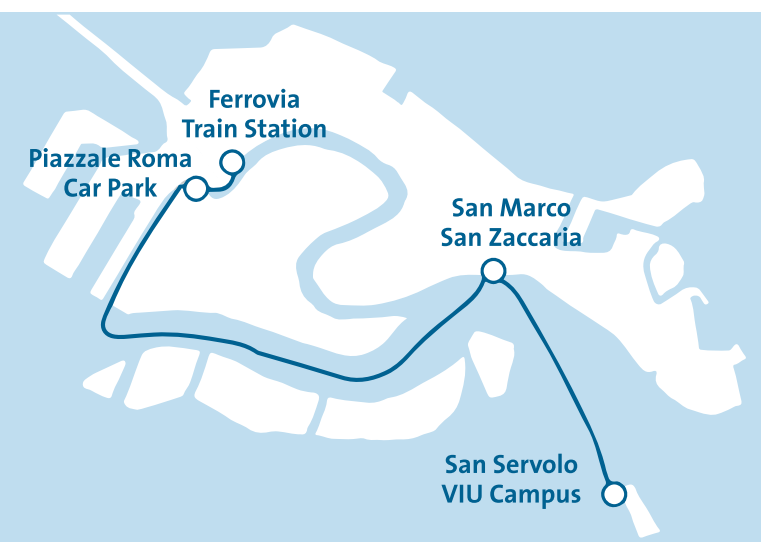 Ferrovia
Train Station
Piazzale Roma
Car Park
San Marco
San Zaccaria
San Servolo
VIU Campus